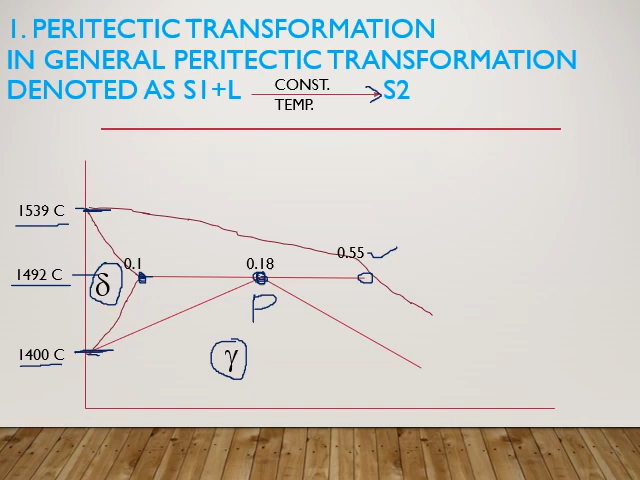 1. PERITECTIC TRANSFORMATION
IN GENERAL PERITECTIC TRANSFORMATION
DENOTED AS S1+L CONST. TEMP. S2
1539 C
0.1 0.18 0.55
1492 C
δ
P
1400 C
γ